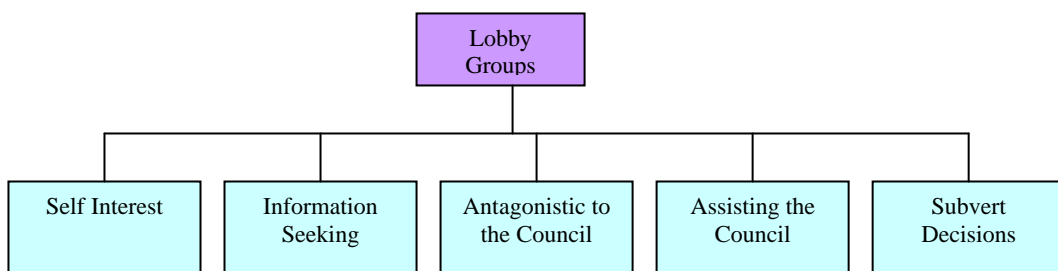 Lobby
Groups
Self Interest
Information
Seeking
Antagonistic to
the Council
Assisting the
Council
Subvert
Decisions